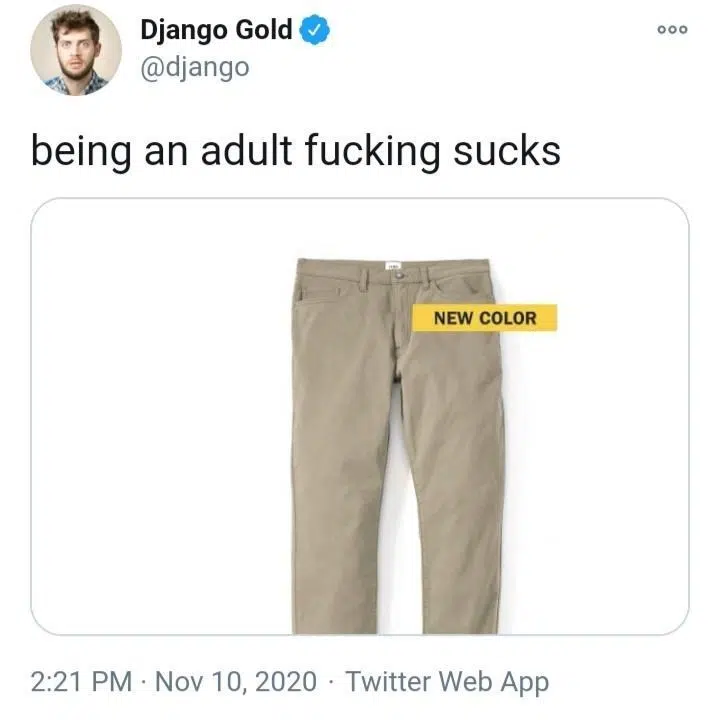 Django Gold
@django
being an adult fucking sucks
NEW COLOR
2:21 PM · Nov 10, 2020 · Twitter Web App